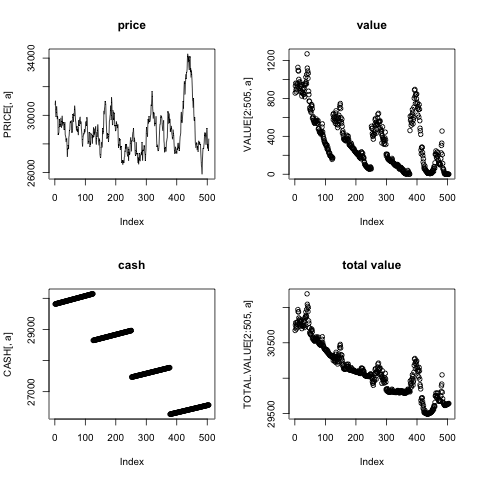 price
PRICE[, a]
26000 30000 34000
0 100 200 300 400 500
Index
value
VALUE[2:505, a]
0 400 800 1200
0 100 200 300 400 500
Index
cash
CASH[, a]
27000 29000
0 100 200 300 400 500
Index
total value
TOTAL.VALUE[2:505, a]
29500 30500
0 100 200 300 400 500
Index